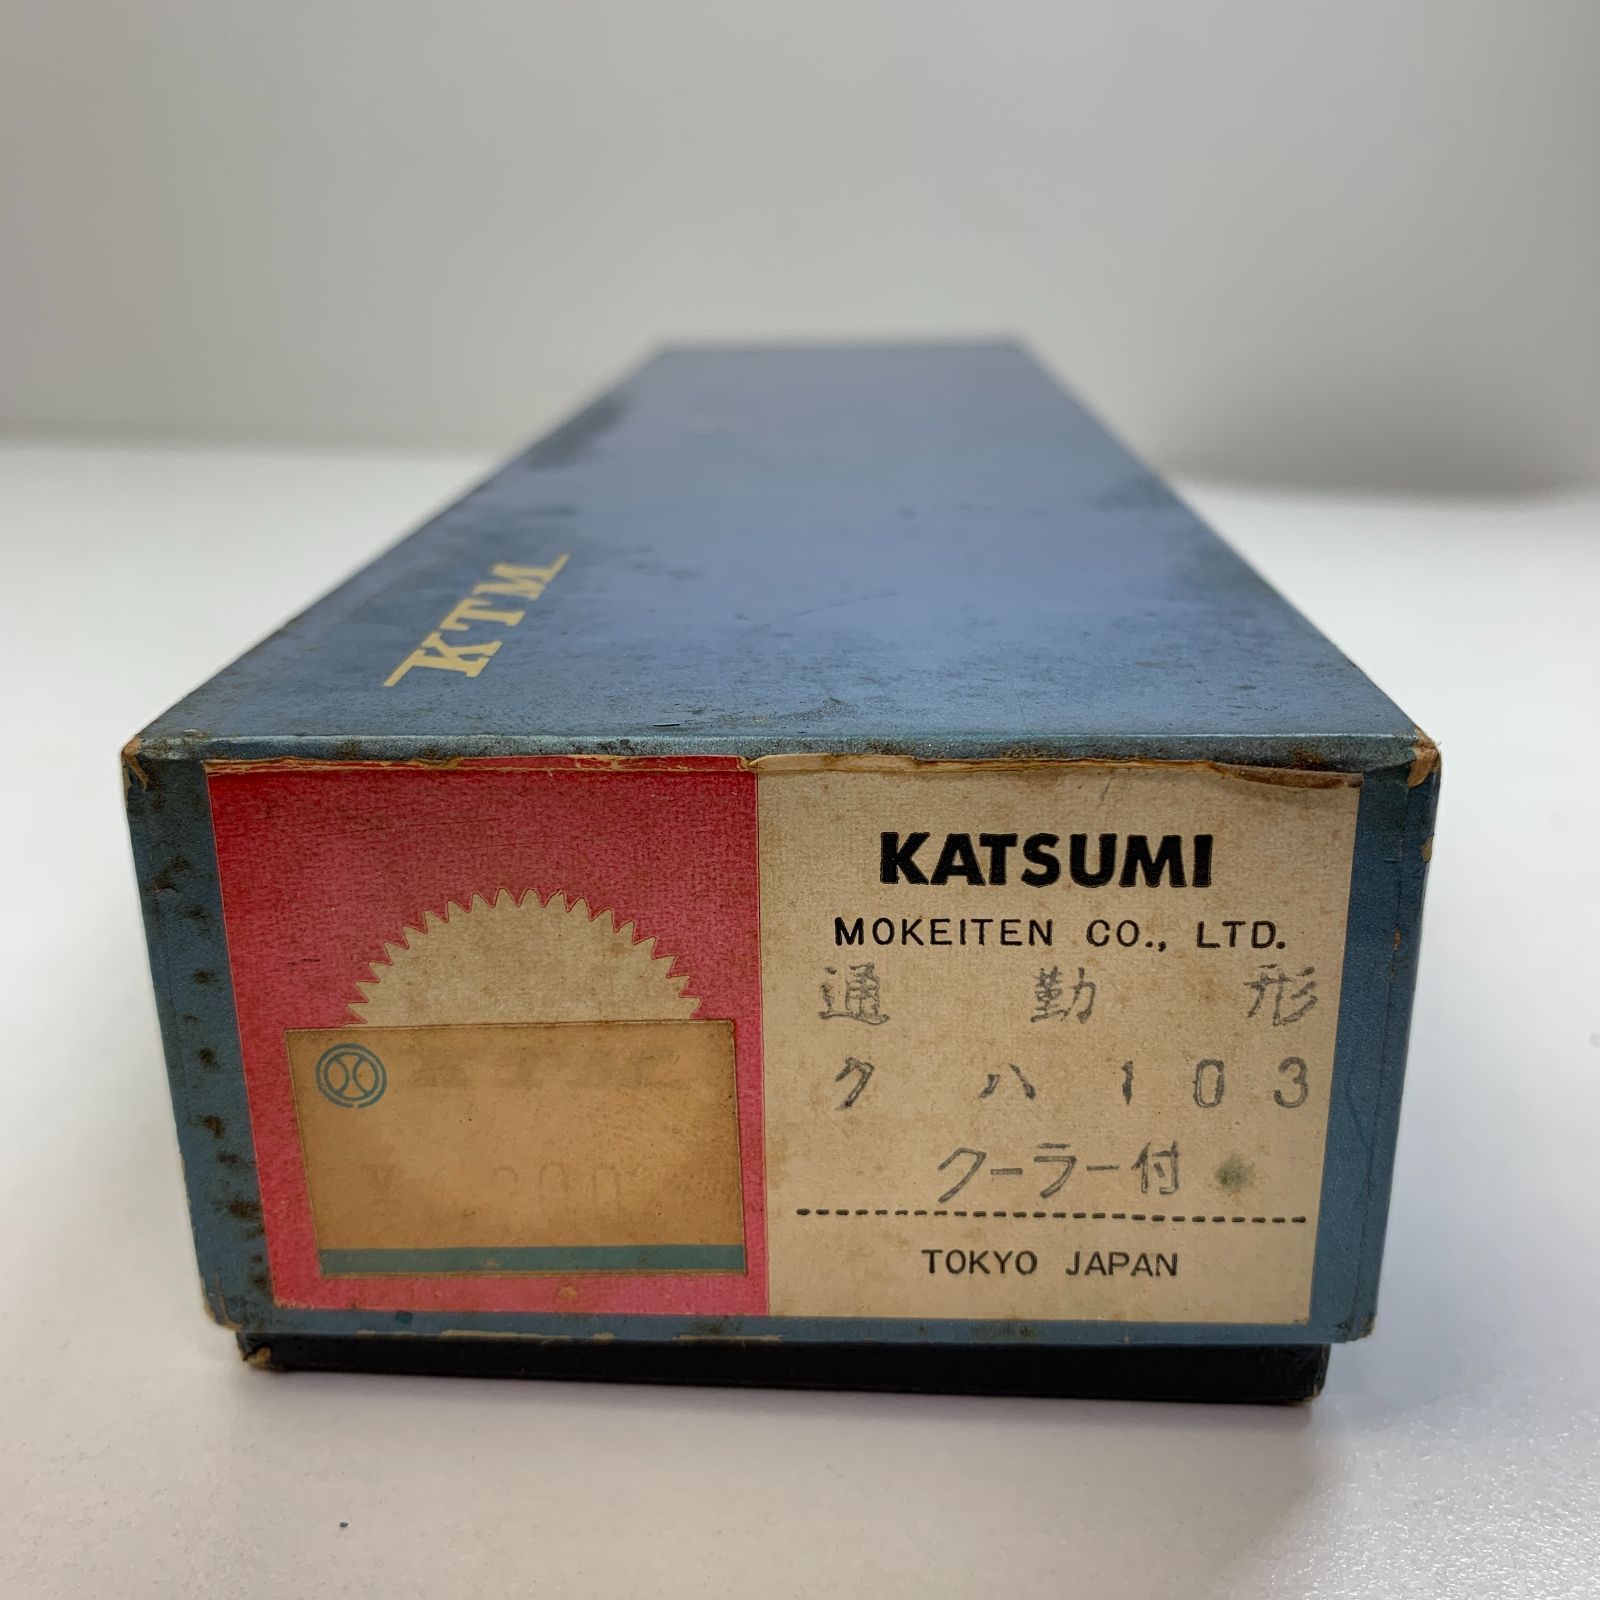 KTM
KATSUMI
MOKEITEN CO., LTD.
通勤形
クハ103
クーラー付
TOKYO JAPAN